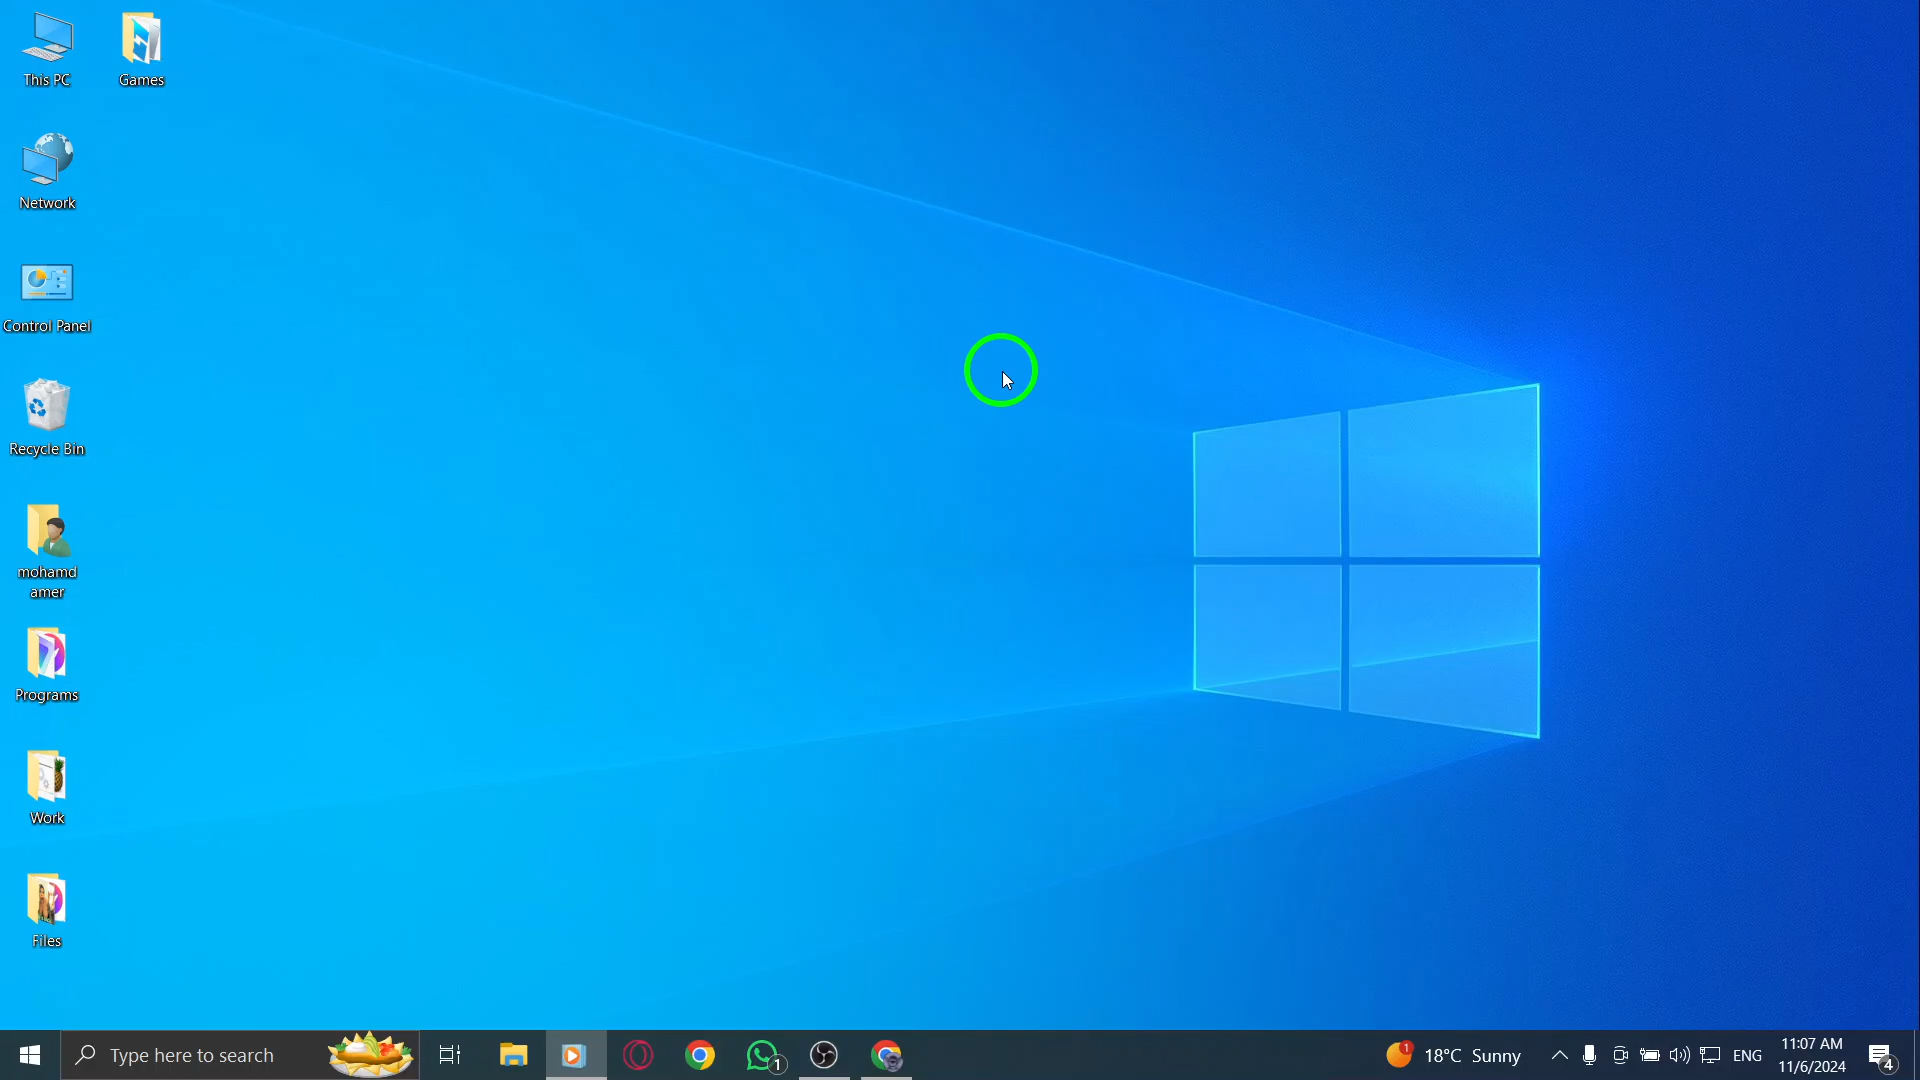 This PC
Games
Network
Control Panel
Recycle Bin
mohamd
amer
Programs
Work
Files
Type here to search
1
1
18°C Sunny
ENG
11:07 AM
11/6/2024
4